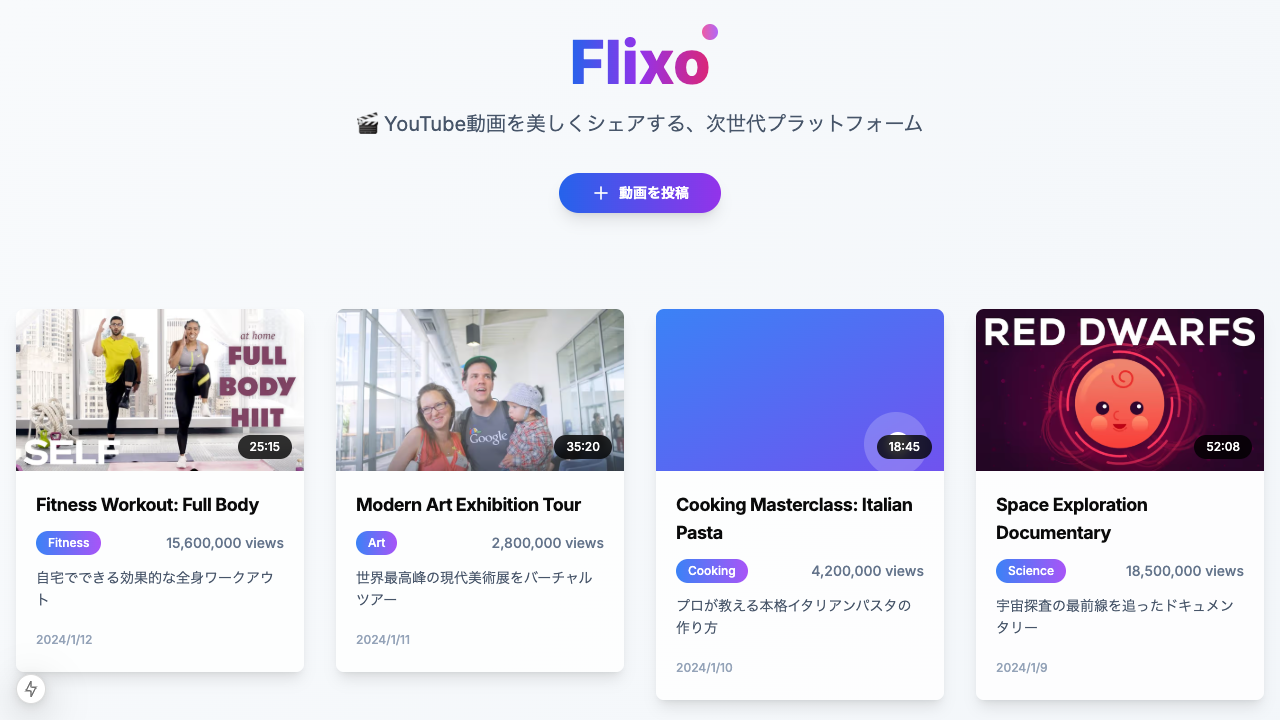 Flixo
🎬 YouTube動画を美しくシェアする、次世代プラットフォーム
動画を投稿
at home
FULL
BODY
HIIT
SELF
25:15
Fitness Workout: Full Body
Fitness
15,600,000 views
自宅でできる効果的な全身ワークアウ
ト
2024/1/12
Google
35:20
Modern Art Exhibition Tour
Art
2,800,000 views
世界最高峰の現代美術展をバーチャル
ツアー
2024/1/11
18:45
Cooking Masterclass: Italian
Pasta
Cooking
4,200,000 views
プロが教える本格イタリアンパスタの
作り方
2024/1/10
RED DWARFS
52:08
Space Exploration
Documentary
Science
18,500,000 views
宇宙探査の最前線を追ったドキュメン
タリー
2024/1/9